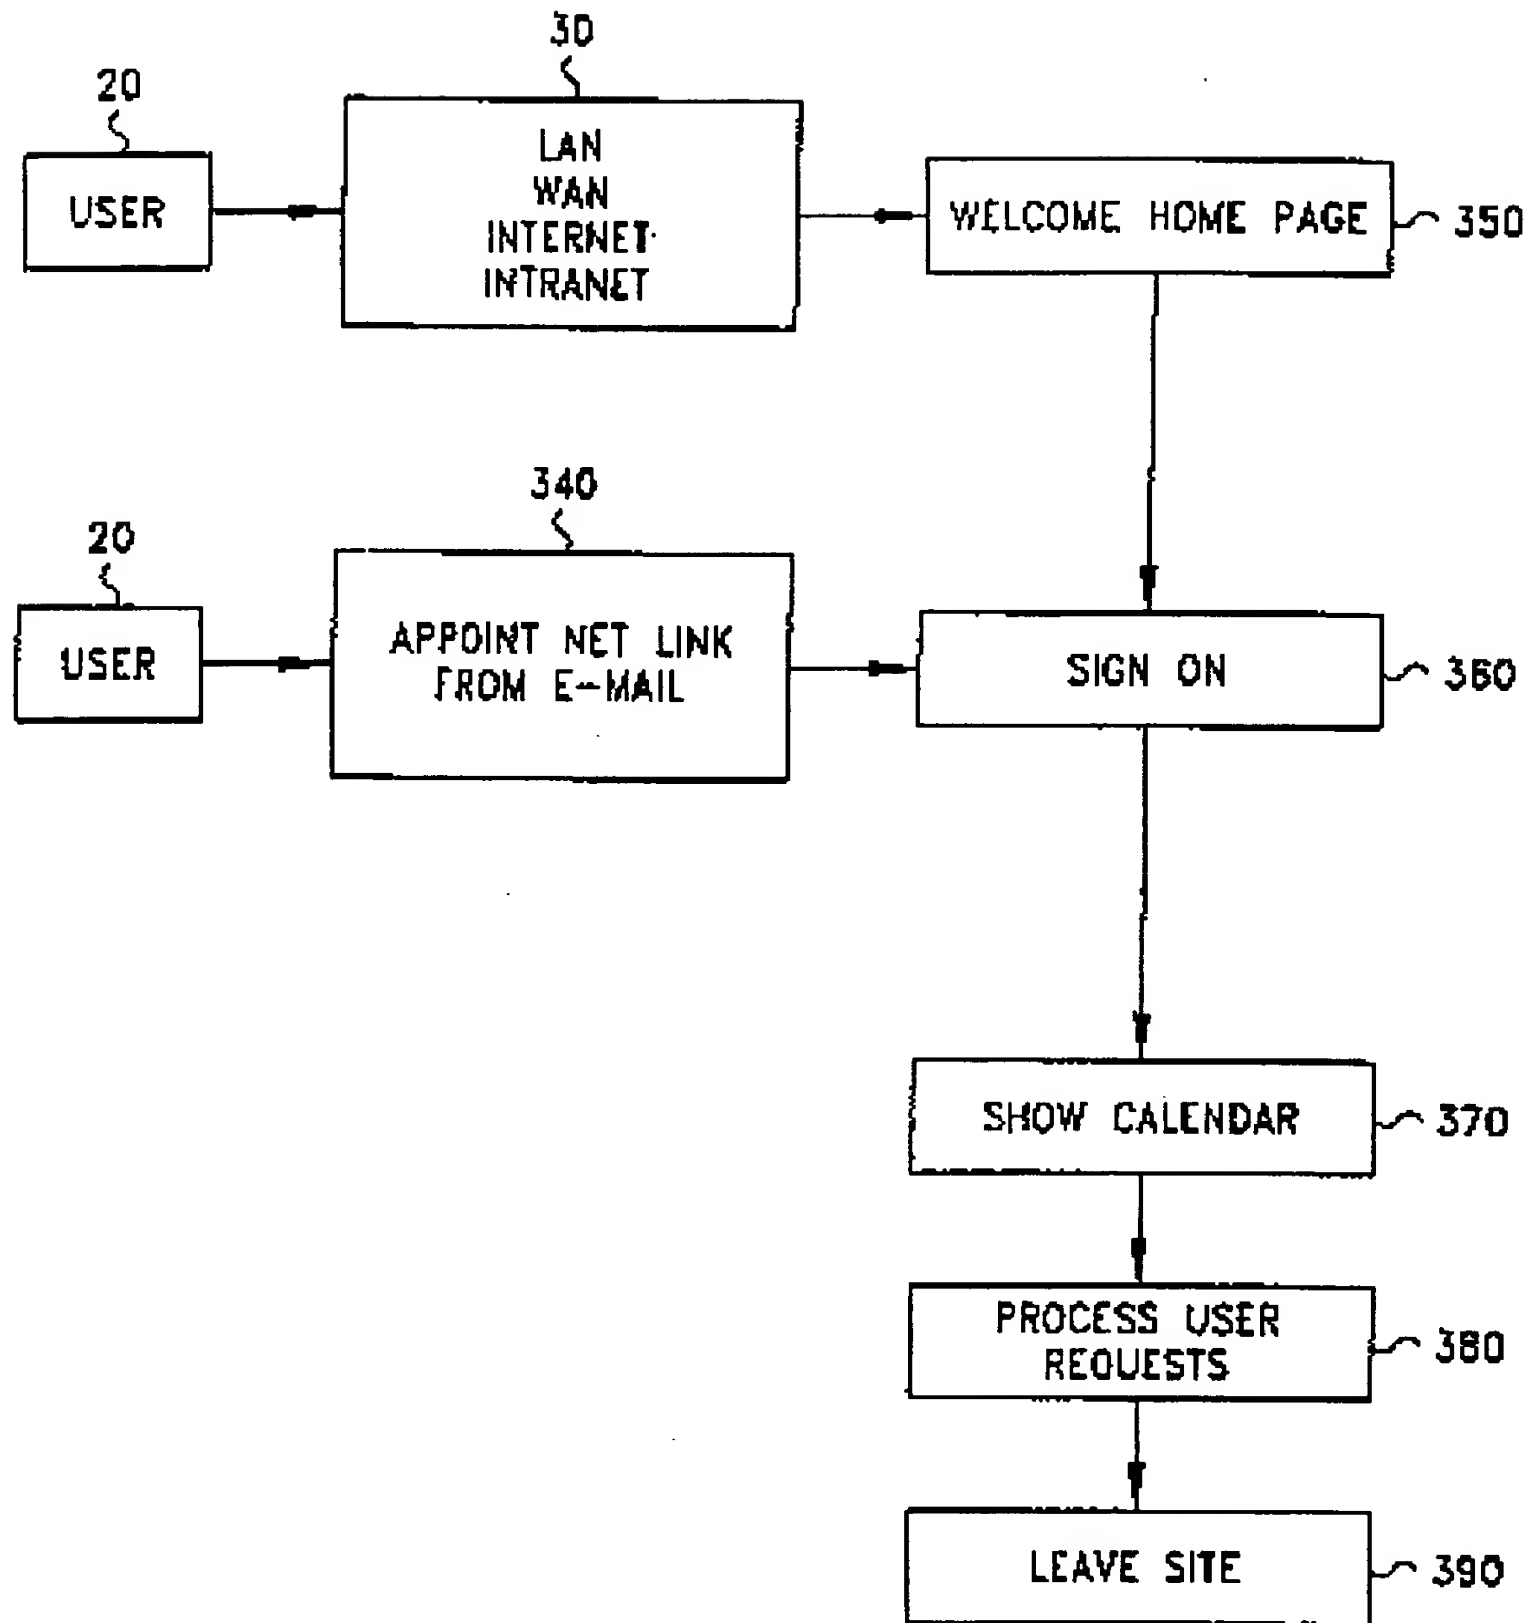 30
20
USER
LAN
WAN
INTERNET
INTRANET
WELCOME HOME PAGE
350
340
20
USER
APPOINT NET LINK
FROM E-MAIL
SIGN ON
360
SHOW CALENDAR
370
PROCESS USER
REQUESTS
380
LEAVE SITE
390